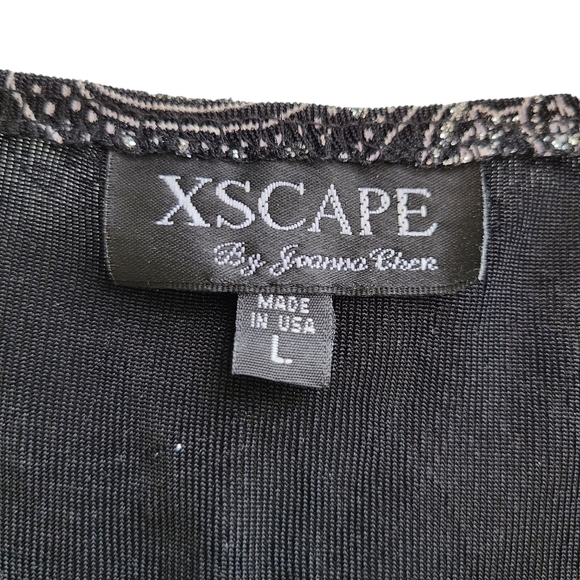 XSCAPE
By Joanna Chen
MADE
IN USA
L